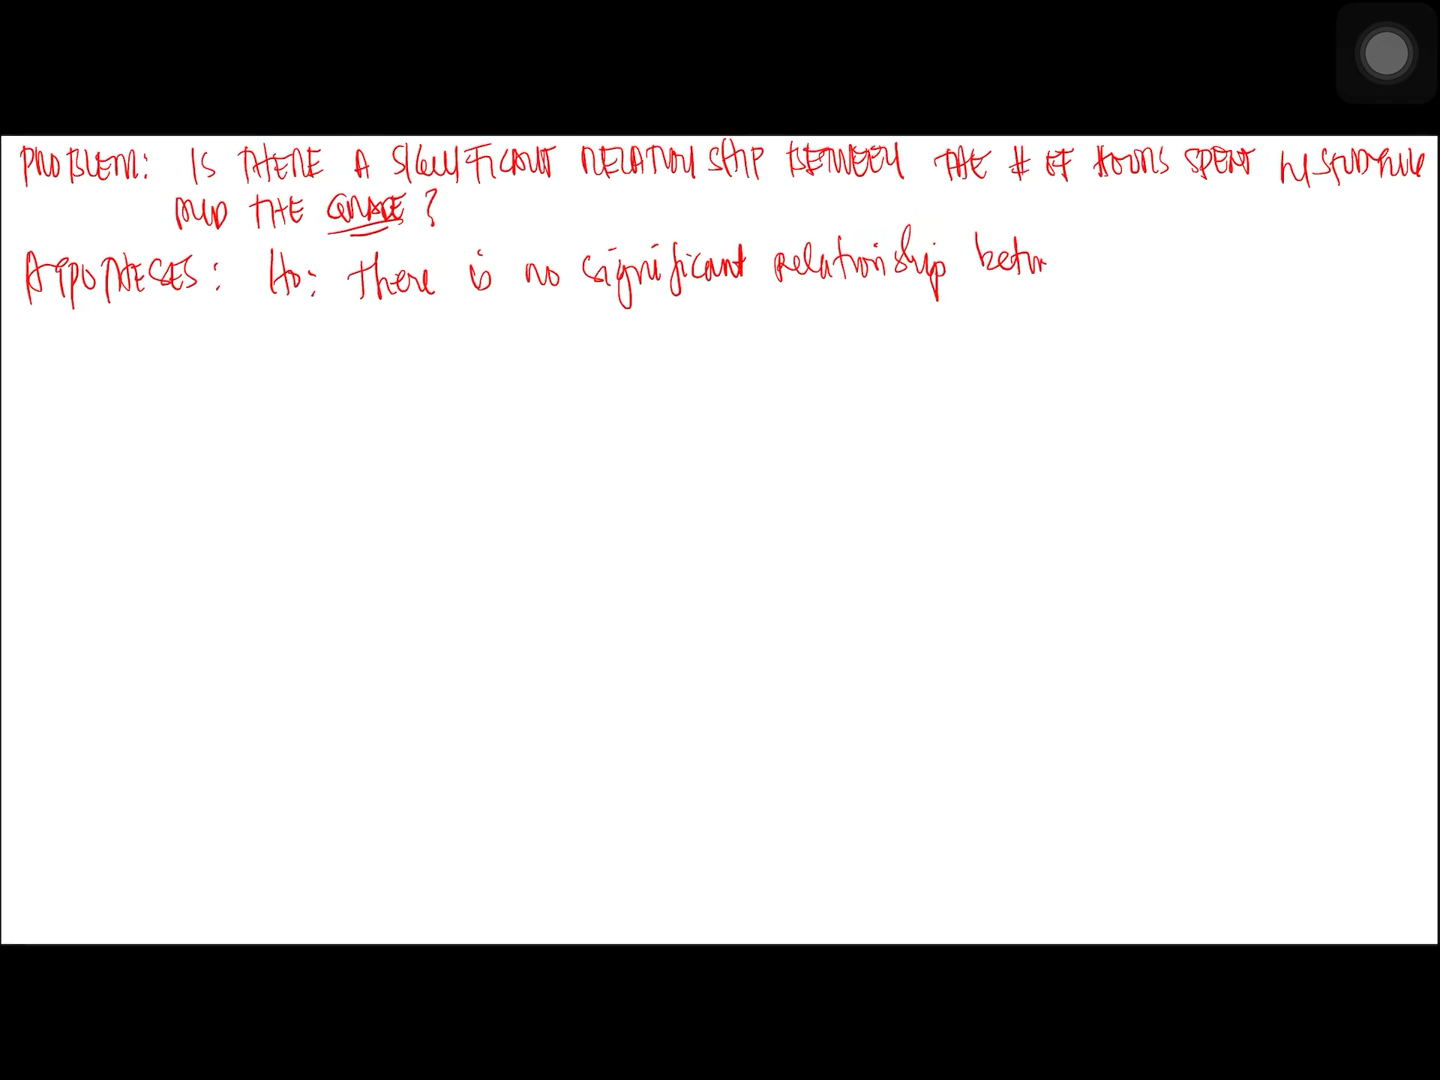 PROBLEM: IS THERE A SIGNIFICANT RELATIONSHIP BETWEEN THE # OF HOURS SPENT IN STUDYING
AND THE GRADE?
HYPOTHESES: Ho: There is no significant relationship betw